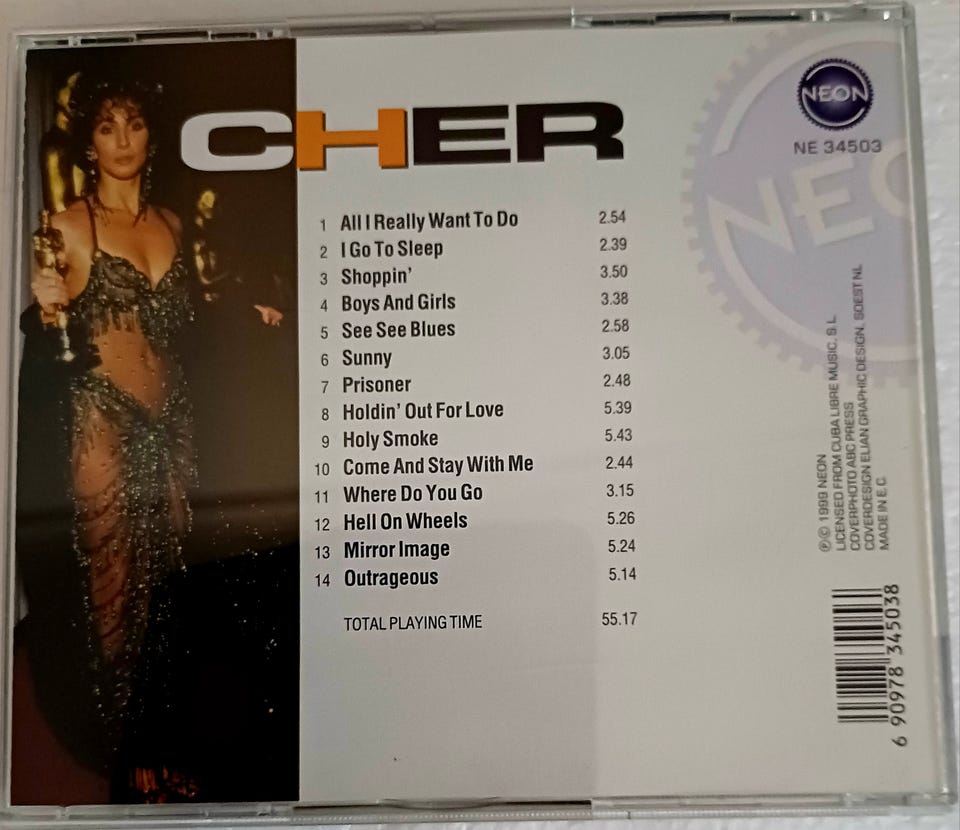 CHER
NEON
NE 34503
NEO
1 All I Really Want To Do 2.54
2 I Go To Sleep 2.39
3 Shoppin' 3.50
4 Boys And Girls 3.38
5 See See Blues 2.58
6 Sunny 3.05
7 Prisoner 2.48
8 Holdin' Out For Love 5.39
9 Holy Smoke 5.43
10 Come And Stay With Me 2.44
11 Where Do You Go 3.15
12 Hell On Wheels 5.26
13 Mirror Image 5.24
14 Outrageous 5.14
TOTAL PLAYING TIME 55.17
℗© 1999 NEON
LICENSED FROM CUBA LIBRE MUSIC, S.L.
COVERPHOTO ABC PRESS
COVERDESIGN ELIAN GRAPHIC DESIGN, SOEST NL
MADE IN E.C.
6 90978 345038